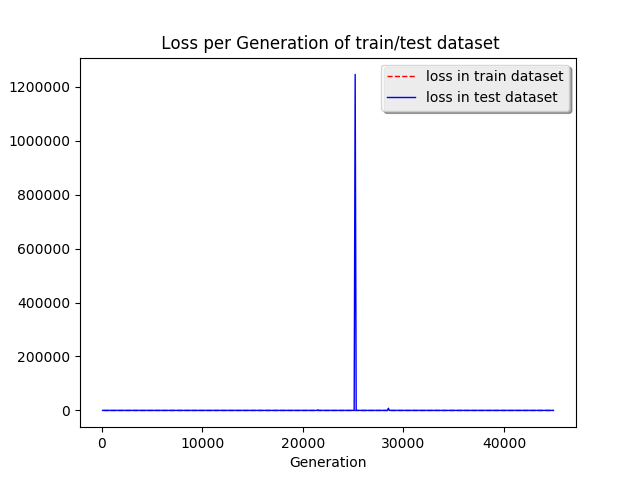 Loss per Generation of train/test dataset
loss in train dataset
loss in test dataset
1200000
1000000
800000
600000
400000
200000
0
0 10000 20000 30000 40000
Generation